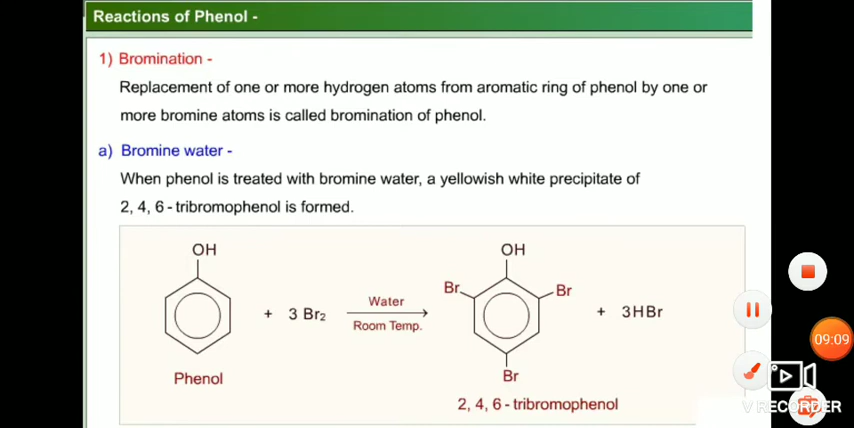 Reactions of Phenol -
1) Bromination -
Replacement of one or more hydrogen atoms from aromatic ring of phenol by one or
more bromine atoms is called bromination of phenol.
a) Bromine water -
When phenol is treated with bromine water, a yellowish white precipitate of
2, 4, 6 - tribromophenol is formed.
OH
OH
Br
Br
+ 3 Br₂
Water
Room Temp.
+ 3HBr
Br
Phenol
2, 4, 6 - tribromophenol
09:09
V RECORDER